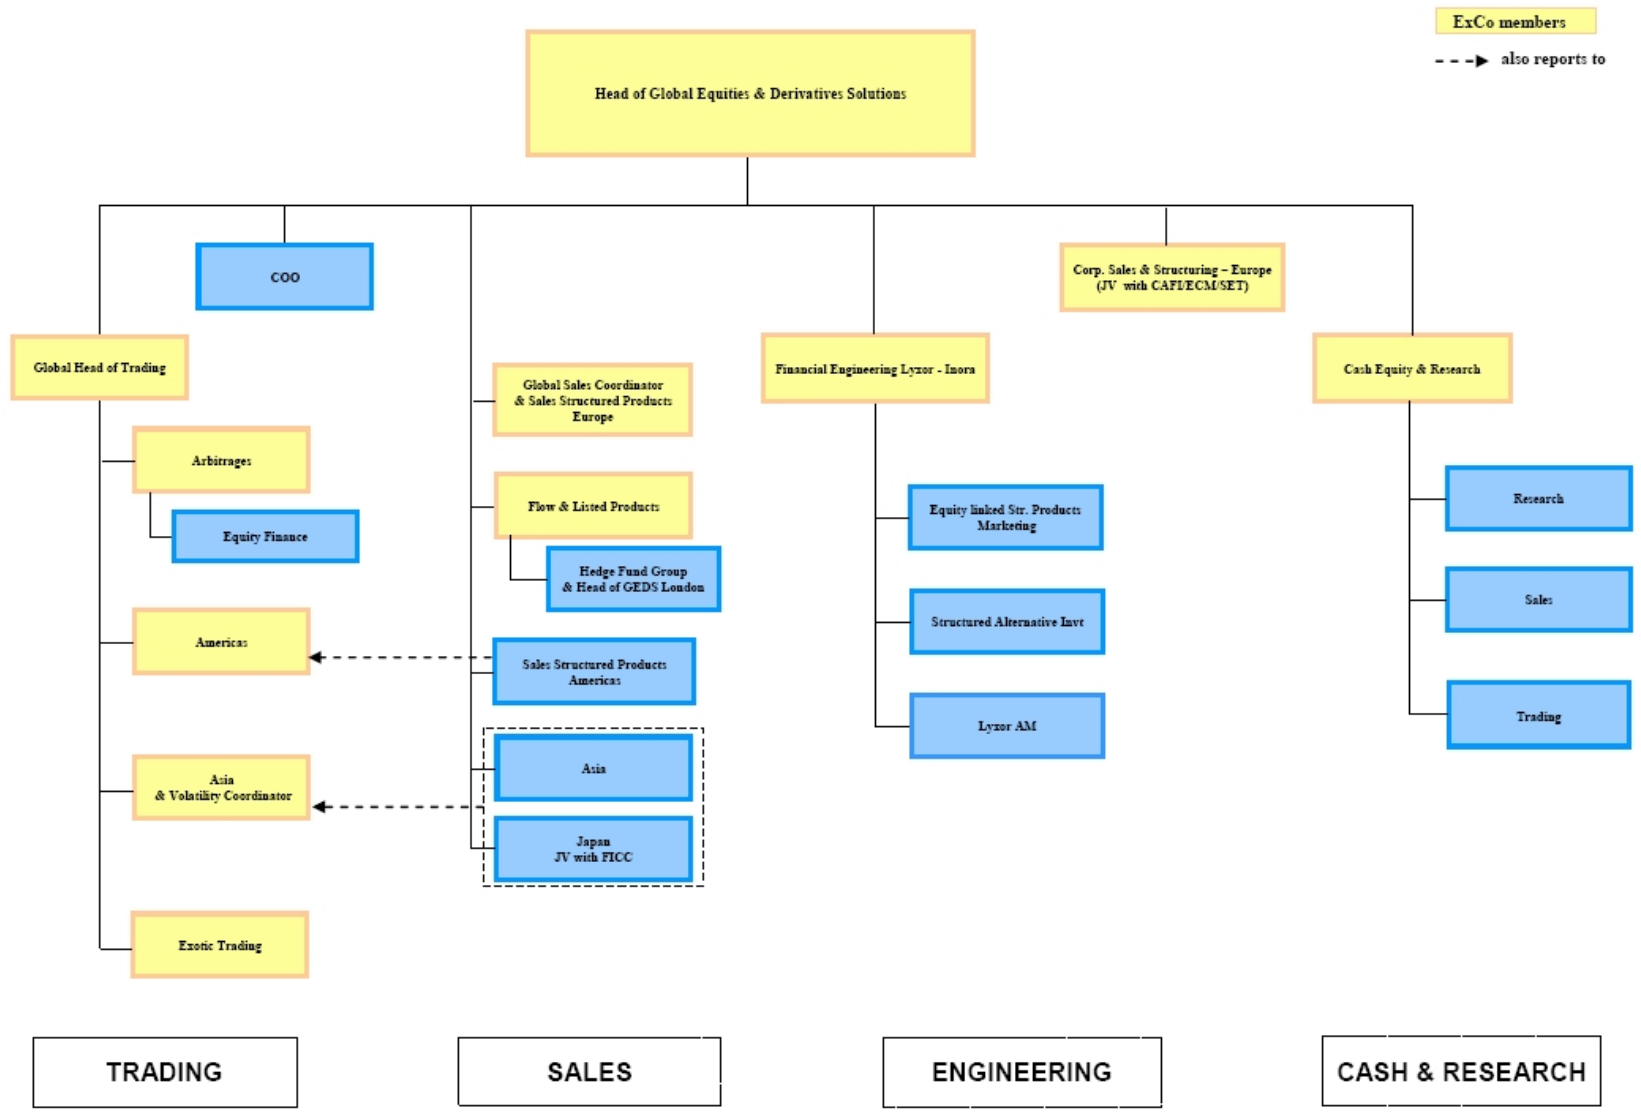 ExCo members
also reports to
Head of Global Equities & Derivatives Solutions
COO
Corp. Sales & Structuring – Europe
(JV with CAFI/ECM/SET)
Global Head of Trading
Arbitrages
Equity Finance
Americas
Asia
& Volatility Coordinator
Exotic Trading
Global Sales Coordinator
& Sales Structured Products
Europe
Flow & Listed Products
Hedge Fund Group
& Head of GEDS London
Sales Structured Products
Americas
Asia
Japan
JV with FICC
Financial Engineering Lyxor - Inora
Equity linked Str. Products
Marketing
Structured Alternative Invt
Lyxor AM
Cash Equity & Research
Research
Sales
Trading
TRADING
SALES
ENGINEERING
CASH & RESEARCH